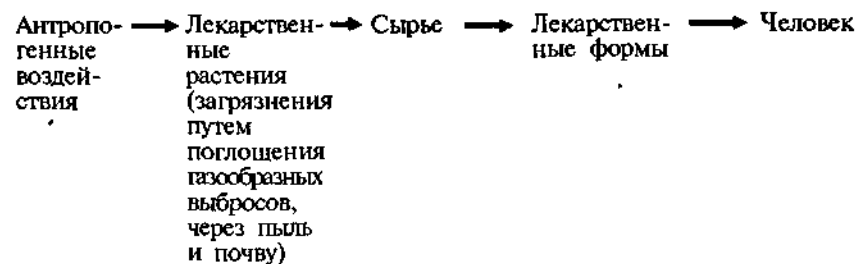 Антропо- → Лекарствен- → Сырье → Лекарствен- → Человек
генные ные ные формы
воздей- растения
ствия (загрязнения
путем
поглощения
газообразных
выбросов,
через пыль
и почву)